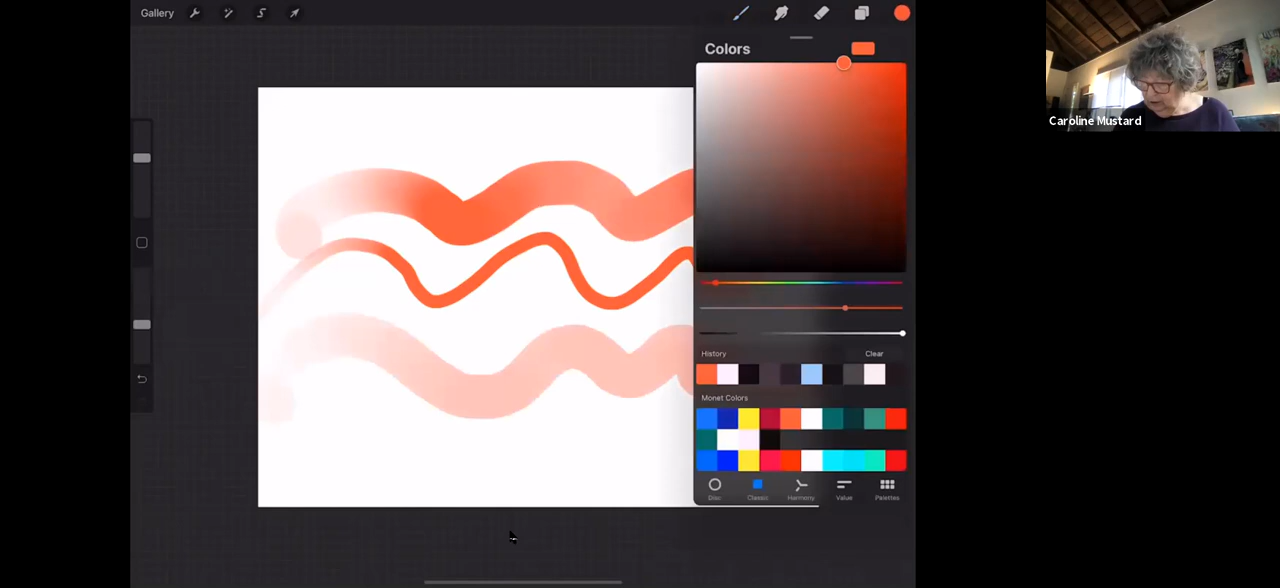 Gallery
Colors
Caroline Mustard
History
Clear
Monet Colors
Disc
Classic
Harmony
Value
Palettes